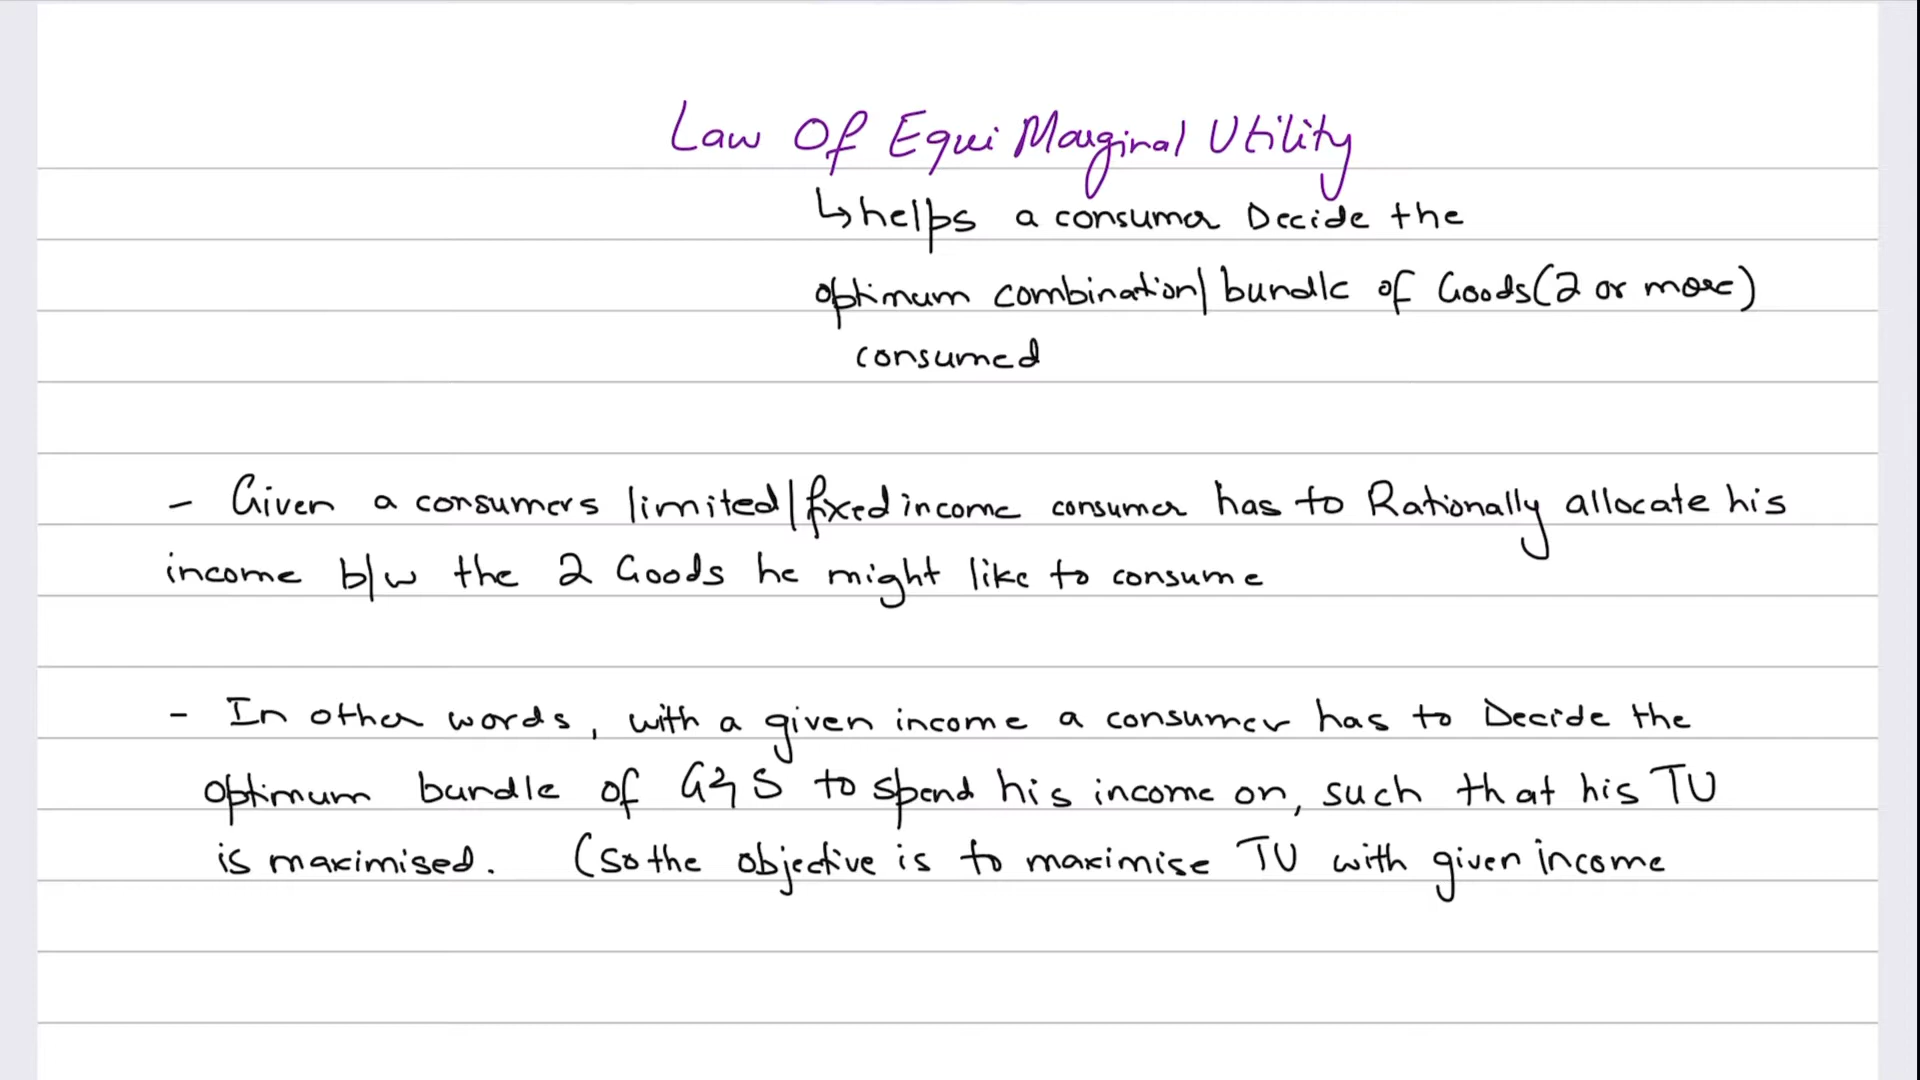 Law Of Equi Marginal Utility
↳ helps a consumer Decide the
optimum combination/bundle of Goods (2 or more)
consumed
- Given a consumers limited/fixed income consumer has to Rationally allocate his
income b/w the 2 Goods he might like to consume
- In other words, with a given income a consumer has to Decide the
optimum bundle of G & S to spend his income on, such that his TU
is maximised. (So the objective is to maximise TU with given income